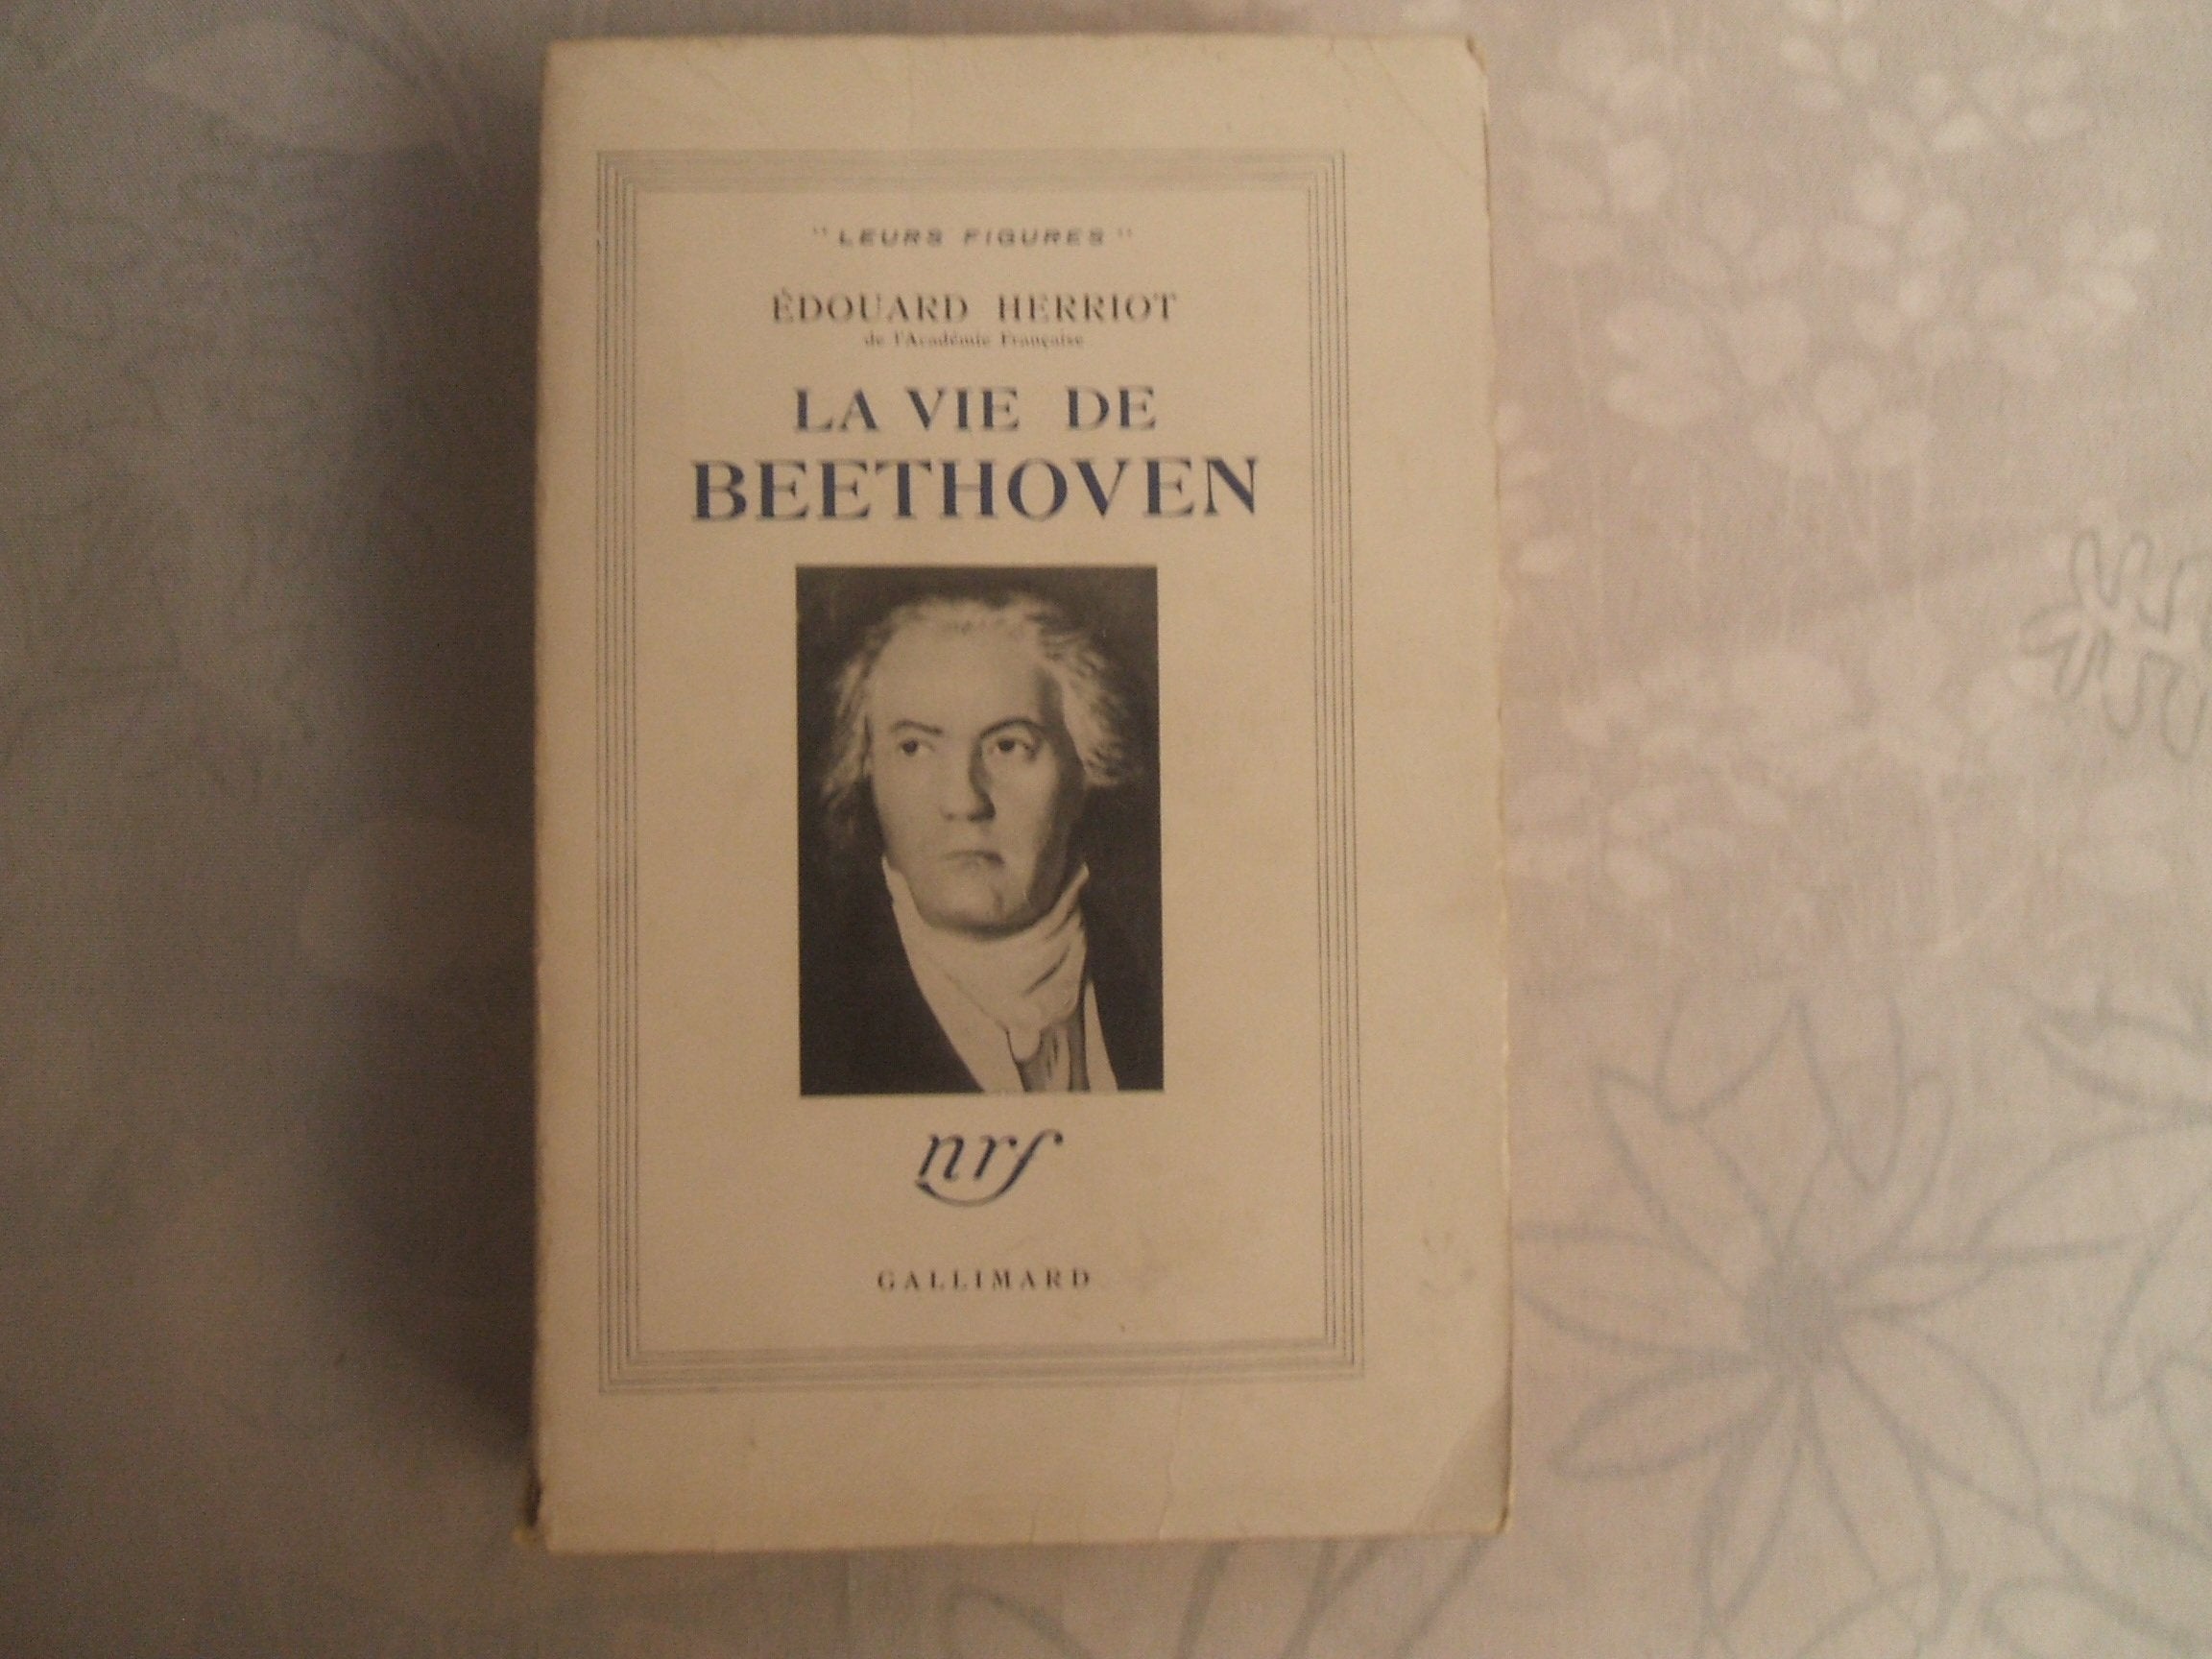 "LEURS FIGURES"
ÉDOUARD HERRIOT
de l'Académie Française
LA VIE DE
BEETHOVEN
nrf
GALLIMARD